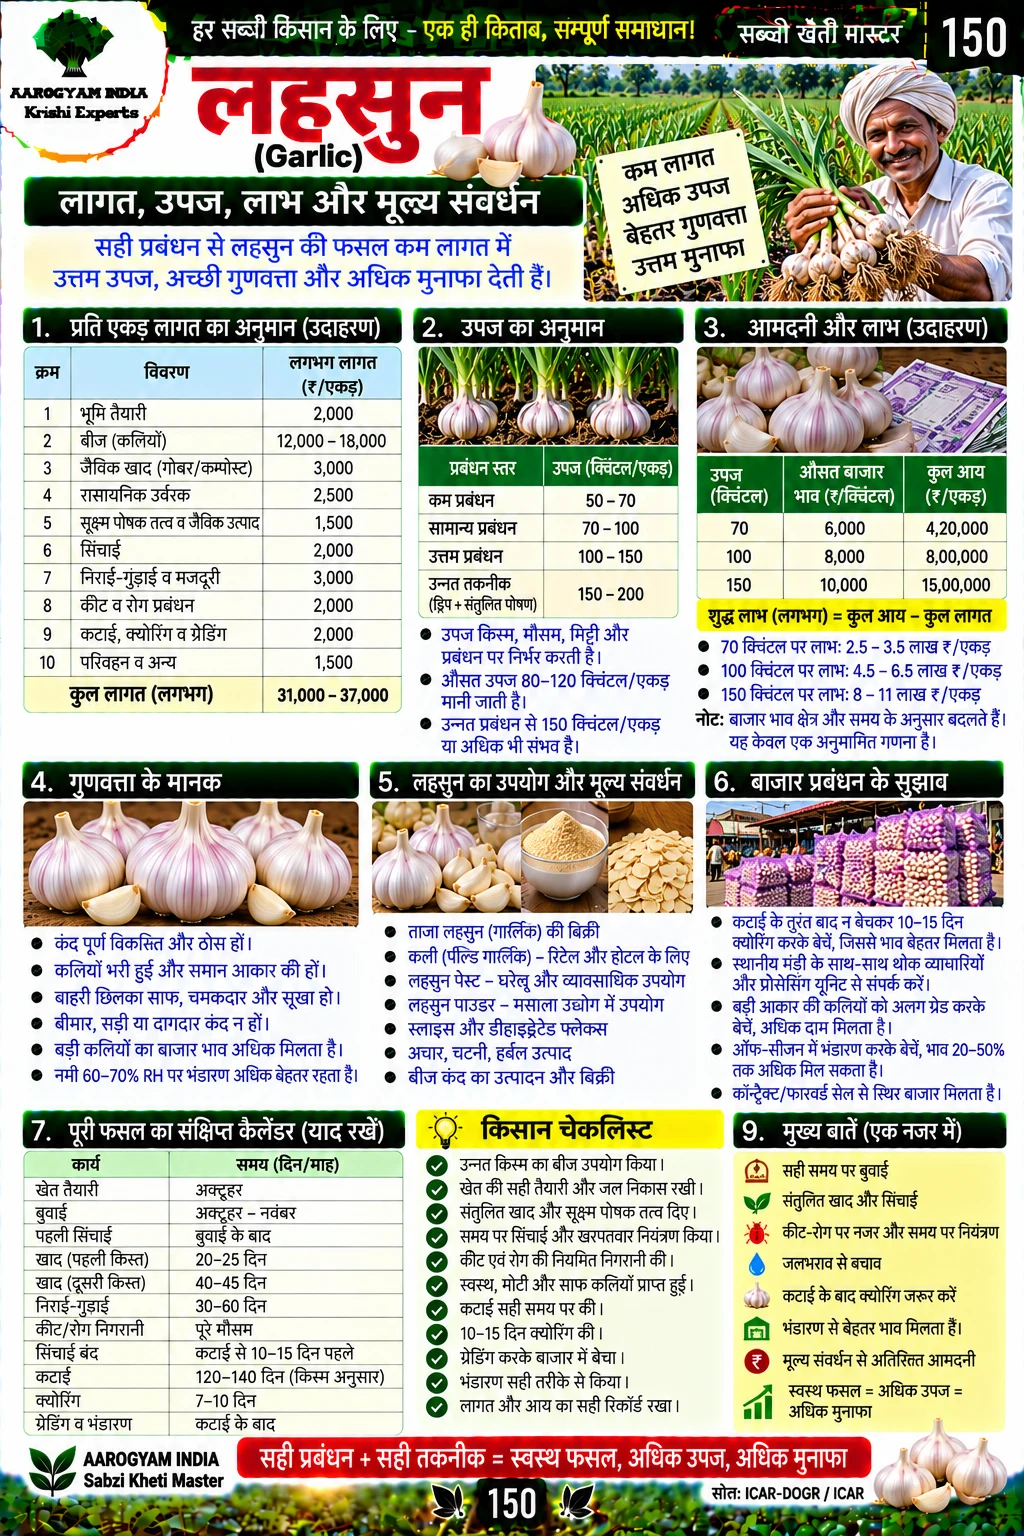 हर सब्जी किसान के लिए – एक ही किताब, सम्पूर्ण समाधान!
सब्जी खेती मास्टर
150
AAROGYAM INDIA
Krishi Experts
लहसुन
(Garlic)
कम लागत
अधिक उपज
बेहतर गुणवत्ता
उत्तम मुनाफा
लागत, उपज, लाभ और मूल्य संवर्धन
सही प्रबंधन से लहसुन की फसल कम लागत में
उत्तम उपज, अच्छी गुणवत्ता और अधिक मुनाफा देती हैं।
1. प्रति एकड़ लागत का अनुमान (उदाहरण)
क्रम विवरण लगभग लागत (₹/एकड़)
1 भूमि तैयारी 2,000
2 बीज (कलियों) 12,000 – 18,000
3 जैविक खाद (गोबर/कम्पोस्ट) 3,000
4 रासायनिक उर्वरक 2,500
5 सूक्ष्म पोषक तत्व व जैविक उत्पाद 1,500
6 सिंचाई 2,000
7 निराई-गुंड़ाई व मजदूरी 3,000
8 कीट व रोग प्रबंधन 2,000
9 कटाई, क्योरिंग व ग्रेडिंग 2,000
10 परिवहन व अन्य 1,500
कुल लागत (लगभग) 31,000 – 37,000
2. उपज का अनुमान
प्रबंधन स्तर उपज (क्विंटल/एकड़)
कम प्रबंधन 50 – 70
सामान्य प्रबंधन 70 – 100
उत्तम प्रबंधन 100 – 150
उन्नत तकनीक
(ड्रिप + संतुलित पोषण) 150 – 200
उपज किस्म, मौसम, मिट्टी और
प्रबंधन पर निर्भर करती है।
औसत उपज 80–120 क्विंटल/एकड़
मानी जाती है।
उन्नत प्रबंधन से 150 क्विंटल/एकड़
या अधिक भी संभव है।
3. आमदनी और लाभ (उदाहरण)
उपज (क्विंटल) औसत बाजार भाव (₹/क्विंटल) कुल आय (₹/एकड़)
70 6,000 4,20,000
100 8,000 8,00,000
150 10,000 15,00,000
शुद्ध लाभ (लगभग) = कुल आय – कुल लागत
70 क्विंटल पर लाभ: 2.5 – 3.5 लाख ₹/एकड़
100 क्विंटल पर लाभ: 4.5 – 6.5 लाख ₹/एकड़
150 क्विंटल पर लाभ: 8 – 11 लाख ₹/एकड़
नोट: बाजार भाव क्षेत्र और समय के अनुसार बदलते हैं।
यह केवल एक अनुमामित गणना है।
4. गुणवत्ता के मानक
कंद पूर्ण विकसित और ठोस हों।
कलियों भरी हुई और समान आकार की हों।
बाहरी छिलका साफ, चमकदार और सूखा हो।
बीमार, सड़ी या दागदार कंद न हों।
बड़ी कलियों का बाजार भाव अधिक मिलता है।
नमी 60–70% RH पर भंडारण अधिक बेहतर रहता है।
5. लहसुन का उपयोग और मूल्य संवर्धन
ताजा लहसुन (गार्लिक) की बिक्री
कली (पील्ड गार्लिक) – रिटेल और होटल के लिए
लहसुन पेस्ट – घरेलू और व्यावसाधिक उपयोग
लहसुन पाउडर – मसाला उद्योग में उपयोग
स्लाइस और डीहाइड्रेटेड फ्लेक्स
अचार, चटनी, हर्बल उत्पाद
बीज कंद का उत्पादन और बिक्री
6. बाजार प्रबंधन के सुझाव
कटाई के तुरंत बाद न बेचकर 10–15 दिन
क्योरिंग करके बेचें, जिससे भाव बेहतर मिलता है।
स्थानीय मंडी के साथ-साथ थोक व्याघारियों
और प्रोसेसिंग यूनिट से संपर्क करें।
बड़ी आकार की कलियों को अलग ग्रेड करके
बेचें, अधिक दाम मिलता है।
ऑफ-सीजन में भंडारण करके बेचें, भाव 20–50%
तक अधिक मिल सकता है।
कॉन्ट्रैक्ट/फारवर्ड सेल से स्थिर बाजार मिलता है।
7. पूरी फसल का संक्षिप्त कैलेंडर (याद रखें)
कार्य समय (दिन/माह)
खेत तैयारी अक्टूहर
बुवाई अक्टूहर – नवंबर
पहली सिंचाई बुवाई के बाद
खाद (पहली किस्त) 20–25 दिन
खाद (दूसरी किस्त) 40–45 दिन
निराई-गुड़ाई 30–60 दिन
कीट/रोग निगरानी पूरे मौसम
सिंचाई बंद कटाई से 10–15 दिन पहले
कटाई 120–140 दिन (किस्म अनुसार)
क्योरिंग 7–10 दिन
ग्रेडिंग व भंडारण कटाई के बाद
किसान चेकलिस्ट
उन्नत किस्म का बीज उपयोग किया।
खेत की सही तैयारी और जल निकास रखी।
संतुलित खाद और सूक्ष्म पोषक तत्व दिए।
समय पर सिंचाई और खरपतवार नियंत्रण किया।
कीट एवं रोग की नियमित निगरानी की।
स्वस्थ, मोटी और साफ कलियाँ प्राप्त हुई।
कटाई सही समय पर की।
10–15 दिन क्योरिंग की।
ग्रेडिंग करके बाजार में बेचा।
भंडारण सही तरीके से किया।
लागत और आय का सही रिकॉर्ड रखा।
9. मुख्य बातें (एक नजर में)
सही समय पर बुवाई
संतुलित खाद और सिंचाई
कीट-रोग पर नजर और समय पर नियंत्रण
जलभराव से बचाव
कटाई के बाद क्योरिंग जरूर करें
भंडारण से बेहतर भाव मिलता हैं।
मूल्य संवर्धन से अतिरिक्त आमदनी
स्वस्थ फसल = अधिक उपज =
अधिक मुनाफा
AAROGYAM INDIA
Sabzi Kheti Master
सही प्रबंधन + सही तकनीक = स्वस्थ फसल, अधिक उपज, अधिक मुनाफा
150
सोत: ICAR-DOGR / ICAR